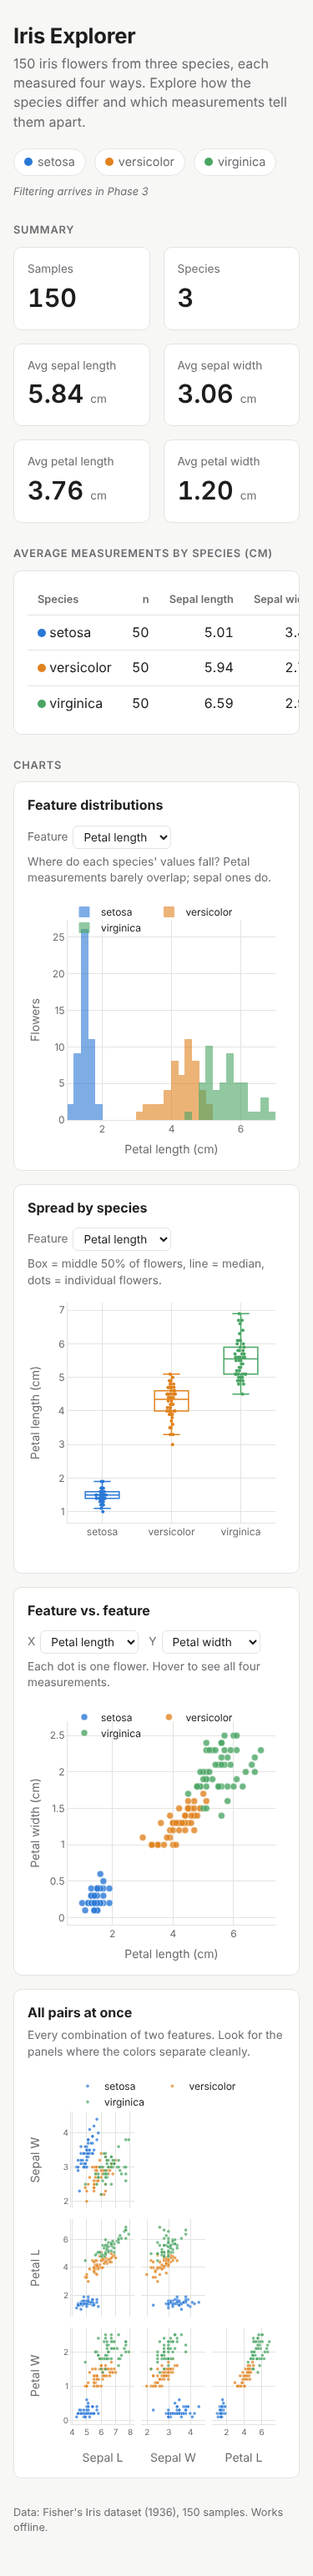 Iris Explorer
150 iris flowers from three species, each
measured four ways. Explore how the
species differ and which measurements tell
them apart.
setosa versicolor virginica
Filtering arrives in Phase 3
SUMMARY
Samples Species
150 3
Avg sepal length Avg sepal width
5.84 cm 3.06 cm
Avg petal length Avg petal width
3.76 cm 1.20 cm
AVERAGE MEASUREMENTS BY SPECIES (CM)
Species n Sepal length Sepal
setosa 50 5.01
versicolor 50 5.94
virginica 50 6.59
CHARTS
Feature distributions
Feature Petal length
Where do each species' values fall? Petal
measurements barely overlap; sepal ones do.
setosa versicolor
virginica
25
20
15
10
5
0
Flowers
2 4 6
Petal length (cm)
Spread by species
Feature Petal length
Box = middle 50% of flowers, line = median,
dots = individual flowers.
7
6
5
4
3
2
1
Petal length (cm)
setosa versicolor virginica
Feature vs. feature
X Petal length Y Petal width
Each dot is one flower. Hover to see all four
measurements.
setosa versicolor
virginica
2.5
2
1.5
1
0.5
0
Petal width (cm)
2 4 6
Petal length (cm)
All pairs at once
Every combination of two features. Look for the
panels where the colors separate cleanly.
setosa versicolor
virginica
4
3
2
Sepal W
6
4
2
Petal L
2
1
0
Petal W
4 5 6 7 8 2 3 4 2 4 6
Sepal L Sepal W Petal L
Data: Fisher's Iris dataset (1936), 150 samples. Works
offline.